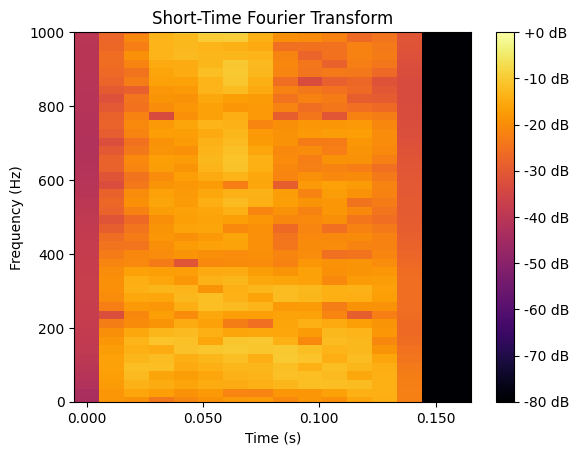 Short-Time Fourier Transform
Frequency (Hz)
1000
800
600
400
200
0
0.000
0.050
0.100
0.150
Time (s)
+0 dB
-10 dB
-20 dB
-30 dB
-40 dB
-50 dB
-60 dB
-70 dB
-80 dB